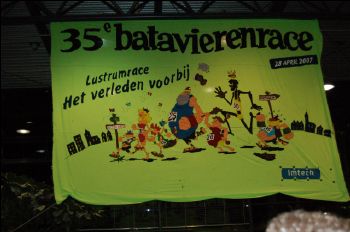 35e batavierenrace
28 APRIL 2007
Lustrumrace
Het verleden voorbij
imtech